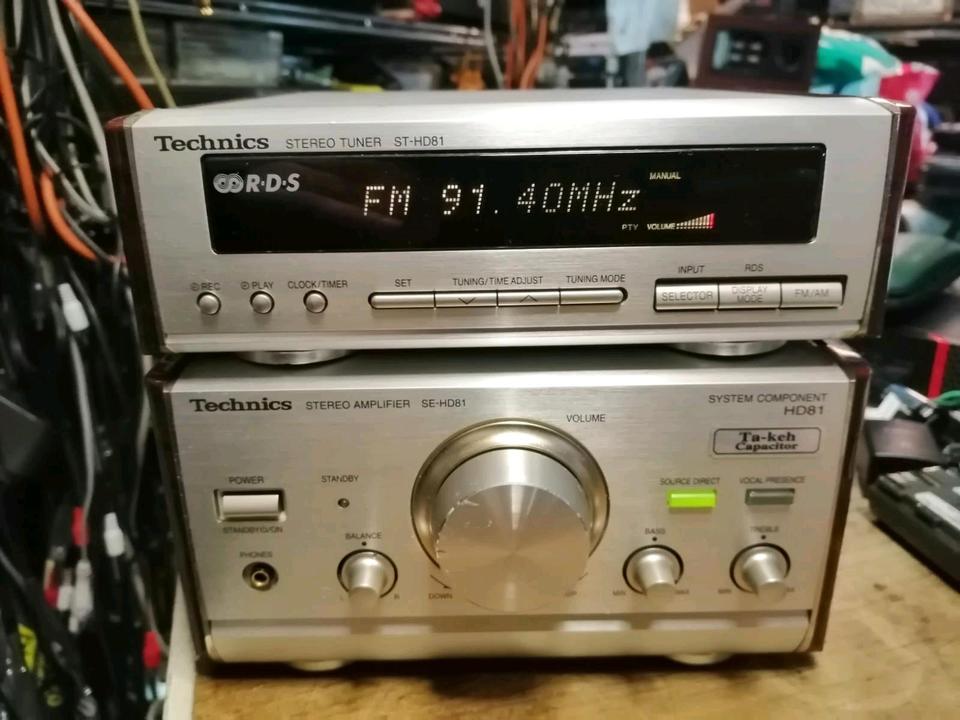 Technics STEREO TUNER ST-HD81
R·D·S
FM 91.40MHz
MANUAL
PTY VOLUME
REC PLAY CLOCK/TIMER
SET TUNING/TIME ADJUST TUNING MODE
INPUT RDS
SELECTOR DISPLAY MODE FM/AM
Technics STEREO AMPLIFIER SE-HD81
VOLUME
SYSTEM COMPONENT
HD81
Ta-keh
Capacitor
POWER
STANDBY
SOURCE DIRECT VOCAL PRESENCE
STANDBY/ON
BALANCE
BASS
TREBLE
PHONES
L R
DOWN UP
MIN MAX
MIN